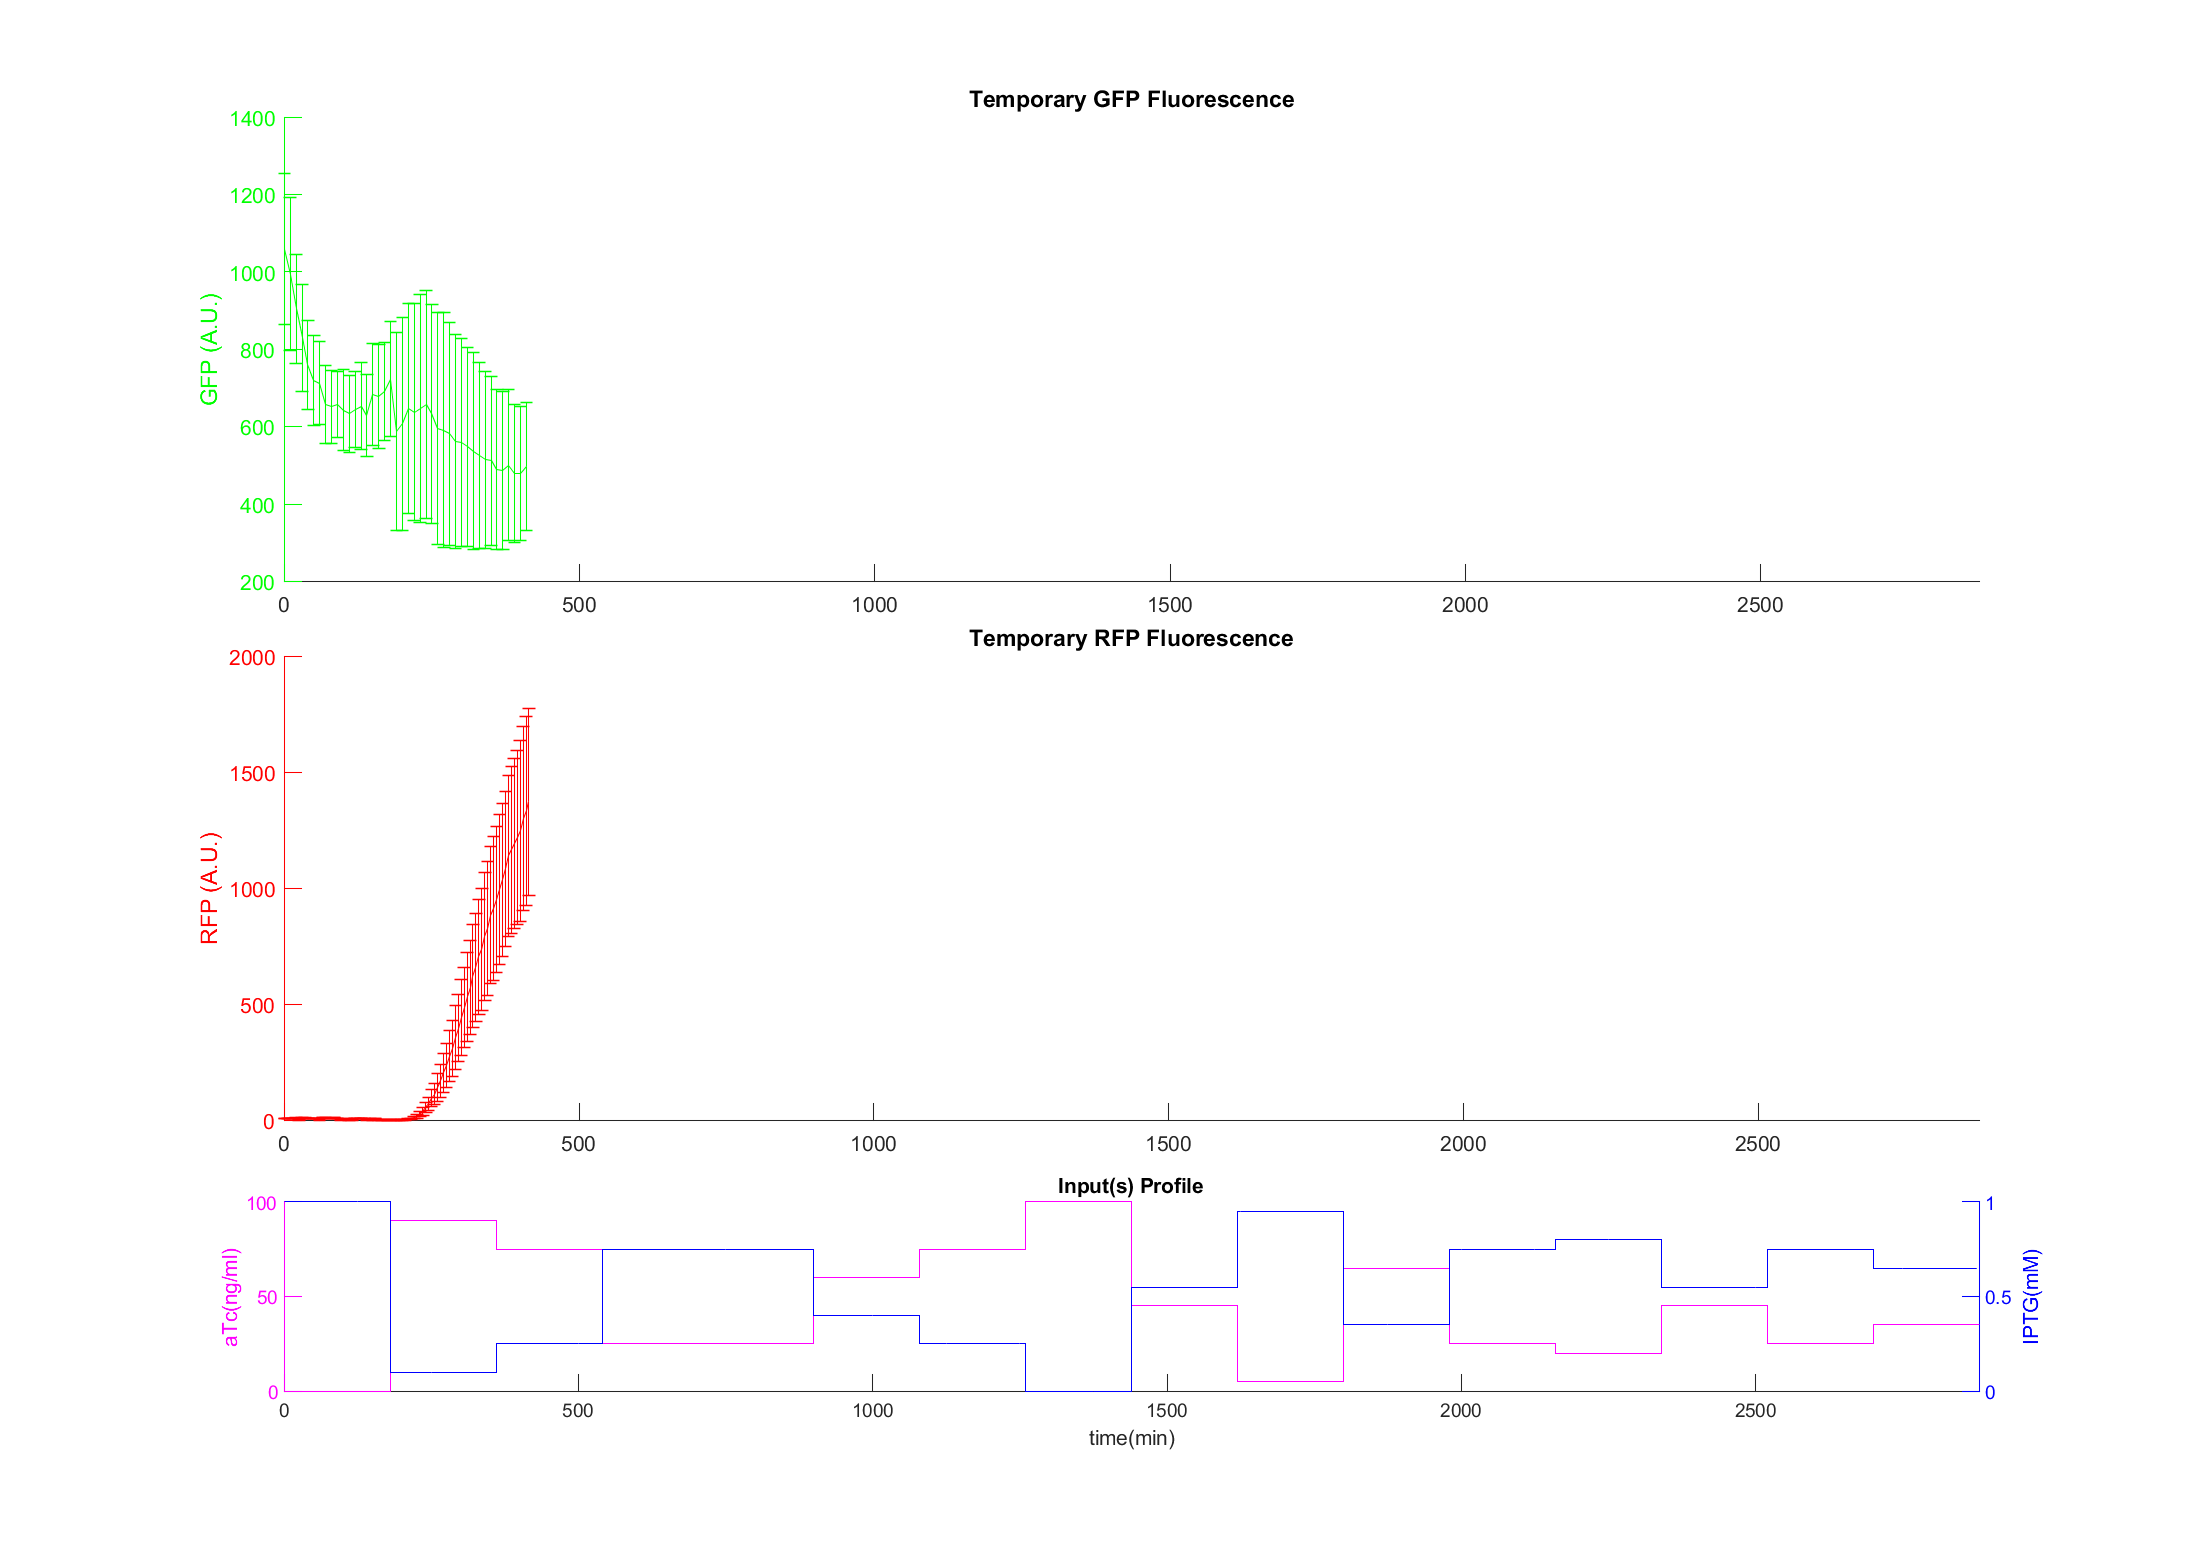 Temporary GFP Fluorescence
1400
1200
1000
800
600
400
200
GFP (A.U.)
0 500 1000 1500 2000 2500
Temporary RFP Fluorescence
2000
1500
1000
500
0
RFP (A.U.)
0 500 1000 1500 2000 2500
Input(s) Profile
100
50
0
aTc(ng/ml)
1
0.5
0
IPTG(mM)
0 500 1000 1500 2000 2500
time(min)